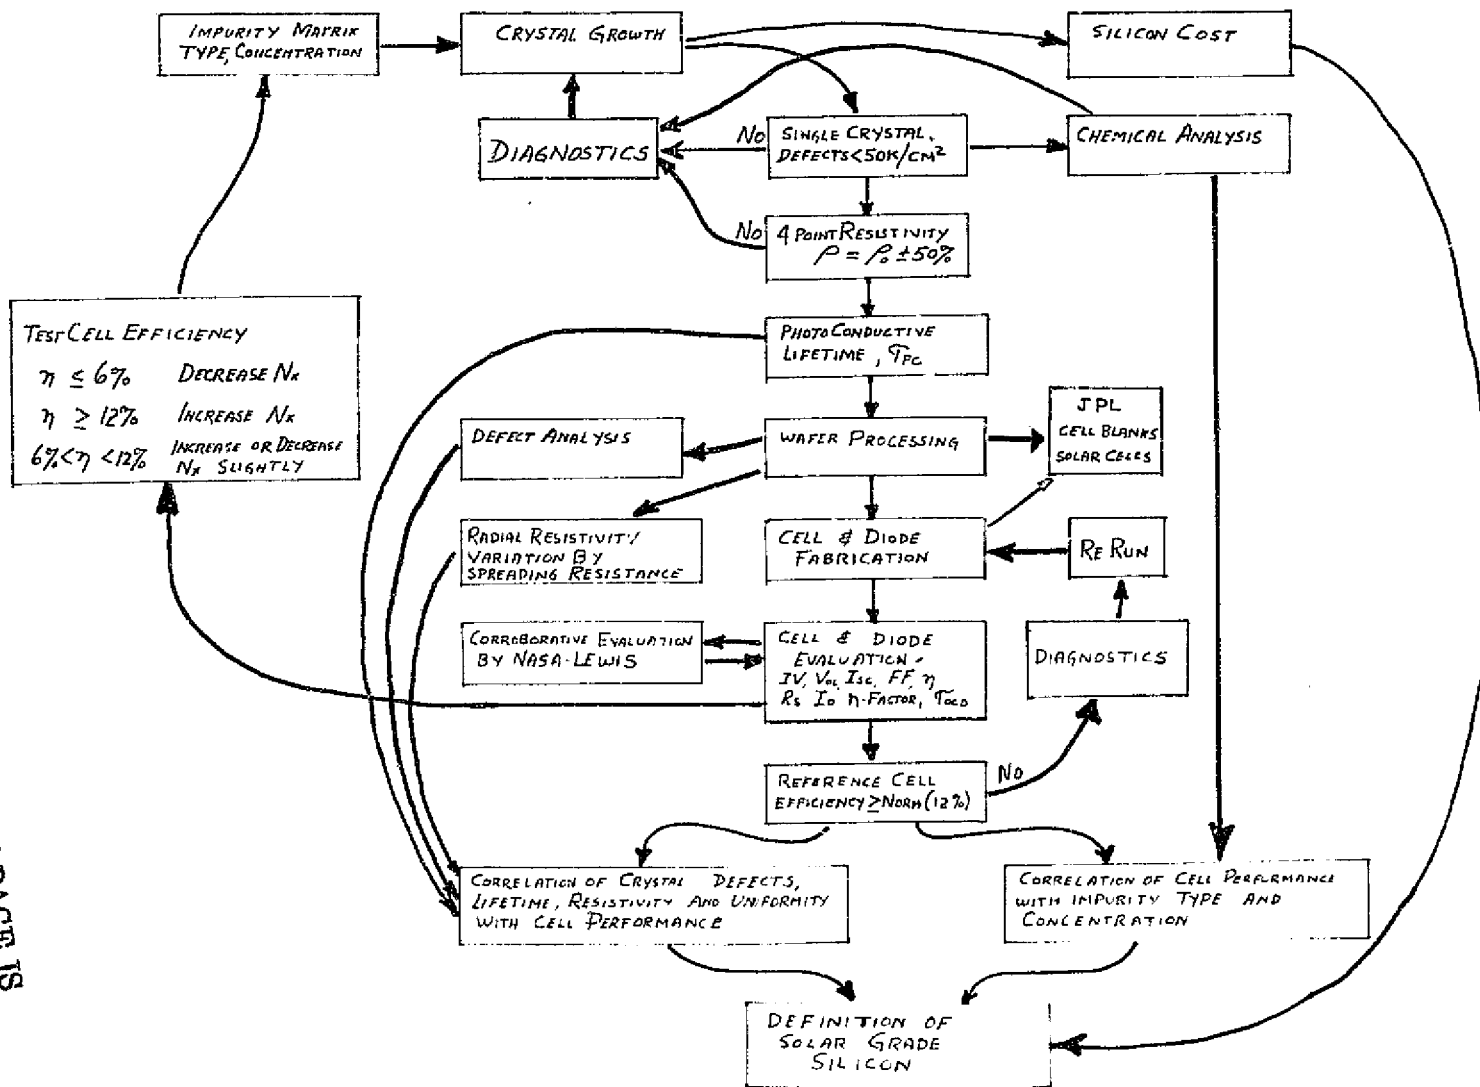 IMPURITY MATRIX
TYPE, CONCENTRATION
CRYSTAL GROWTH
SILICON COST
DIAGNOSTICS
No
SINGLE CRYSTAL,
DEFECTS<50K/CM²
CHEMICAL ANALYSIS
No
4 POINT RESISTIVITY
ρ = ρ₀ ± 50%
TEST CELL EFFICIENCY
η ≤ 6% DECREASE Nx
η ≥ 12% INCREASE Nx
6%<η<12% INCREASE OR DECREASE
Nx SLIGHTLY
PHOTOCONDUCTIVE
LIFETIME, τPC
DEFECT ANALYSIS
WAFER PROCESSING
JPL
CELL BLANKS
SOLAR CELLS
RADIAL RESISTIVITY
VARIATION BY
SPREADING RESISTANCE
CELL & DIODE
FABRICATION
RE RUN
CORROBORATIVE EVALUATION
BY NASA-LEWIS
CELL & DIODE
EVALUATION -
IV, Voc, Isc, FF, η
Rs Io n-FACTOR, τOCD
DIAGNOSTICS
REFERENCE CELL
EFFICIENCY ≥ NORM (12%)
No
CORRELATION OF CRYSTAL DEFECTS,
LIFETIME, RESISTIVITY AND UNIFORMITY
WITH CELL PERFORMANCE
CORRELATION OF CELL PERFORMANCE
WITH IMPURITY TYPE AND
CONCENTRATION
DEFINITION OF
SOLAR GRADE
SILICON
PAGE IS